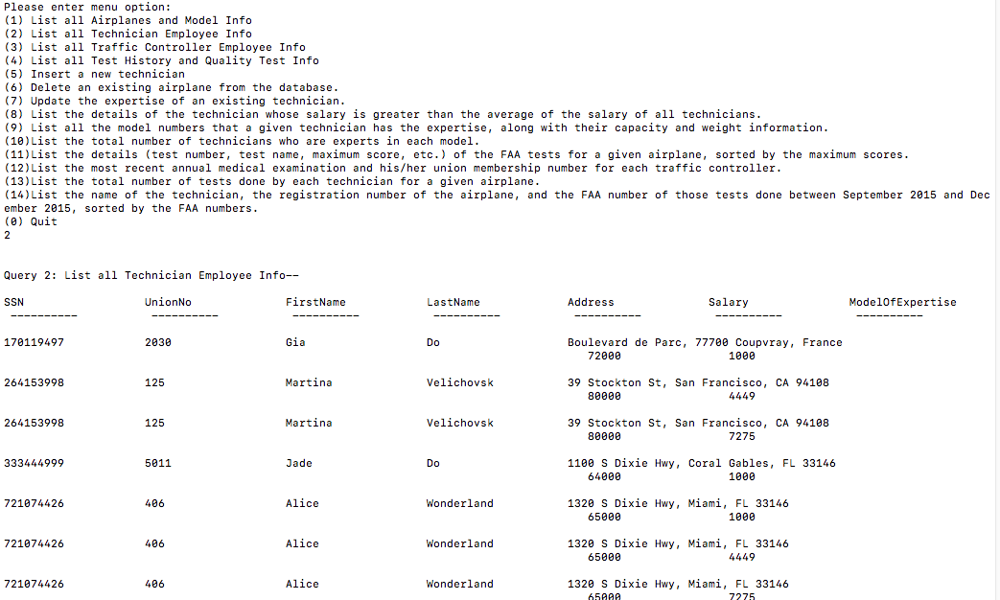 Please enter menu option:
(1) List all Airplanes and Model Info
(2) List all Technician Employee Info
(3) List all Traffic Controller Employee Info
(4) List all Test History and Quality Test Info
(5) Insert a new technician
(6) Delete an existing airplane from the database.
(7) Update the expertise of an existing technician.
(8) List the details of the technician whose salary is greater than the average of the salary of all technicians.
(9) List all the model numbers that a given technician has the expertise, along with their capacity and weight information.
(10)List the total number of technicians who are experts in each model.
(11)List the details (test number, test name, maximum score, etc.) of the FAA tests for a given airplane, sorted by the maximum scores.
(12)List the most recent annual medical examination and his/her union membership number for each traffic controller.
(13)List the total number of tests done by each technician for a given airplane.
(14)List the name of the technician, the registration number of the airplane, and the FAA number of those tests done between September 2015 and Dec
ember 2015, sorted by the FAA numbers.
(0) Quit
2
Query 2: List all Technician Employee Info--
SSN UnionNo FirstName LastName Address Salary ModelOfExpertise
---------- ---------- ---------- ---------- ---------- ---------- ----------
170119497 2030 Gia Do Boulevard de Parc, 77700 Coupvray, France
72000 1000
264153998 125 Martina Velichovsk 39 Stockton St, San Francisco, CA 94108
80000 4449
264153998 125 Martina Velichovsk 39 Stockton St, San Francisco, CA 94108
80000 7275
333444999 5011 Jade Do 1100 S Dixie Hwy, Coral Gables, FL 33146
64000 1000
721074426 406 Alice Wonderland 1320 S Dixie Hwy, Miami, FL 33146
65000 1000
721074426 406 Alice Wonderland 1320 S Dixie Hwy, Miami, FL 33146
65000 4449
721074426 406 Alice Wonderland 1320 S Dixie Hwy, Miami, FL 33146
65000 7275